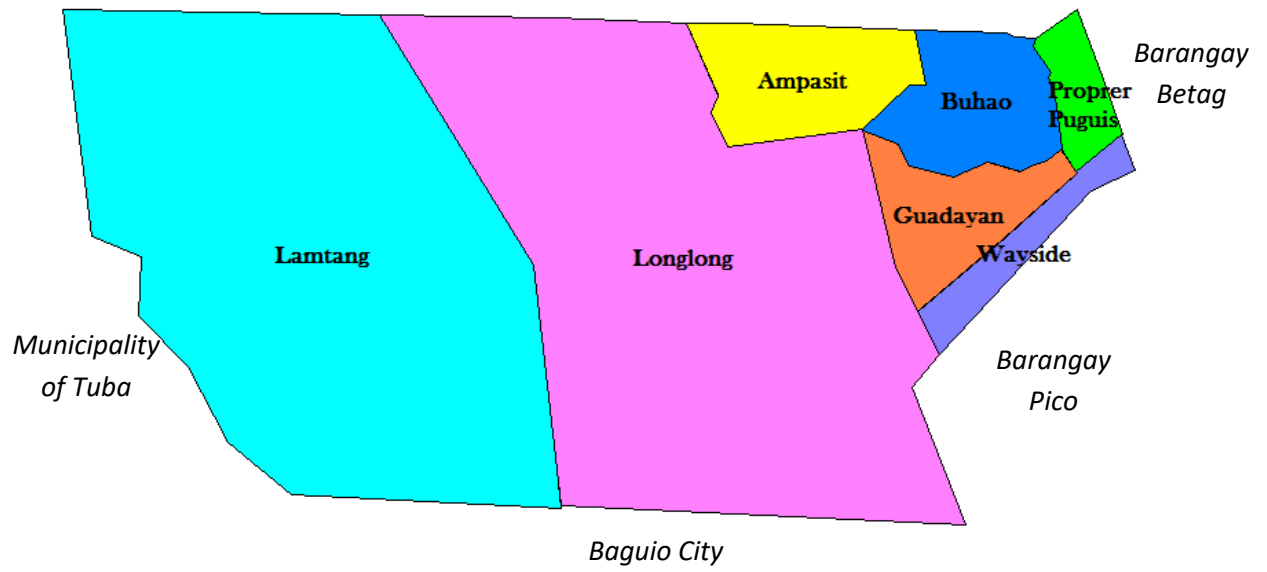 Barangay
Betag
Ampasit
Buhao
Proprer
Puguis
Guadayan
Lamtang
Longlong
Wayside
Municipality
of Tuba
Barangay
Pico
Baguio City